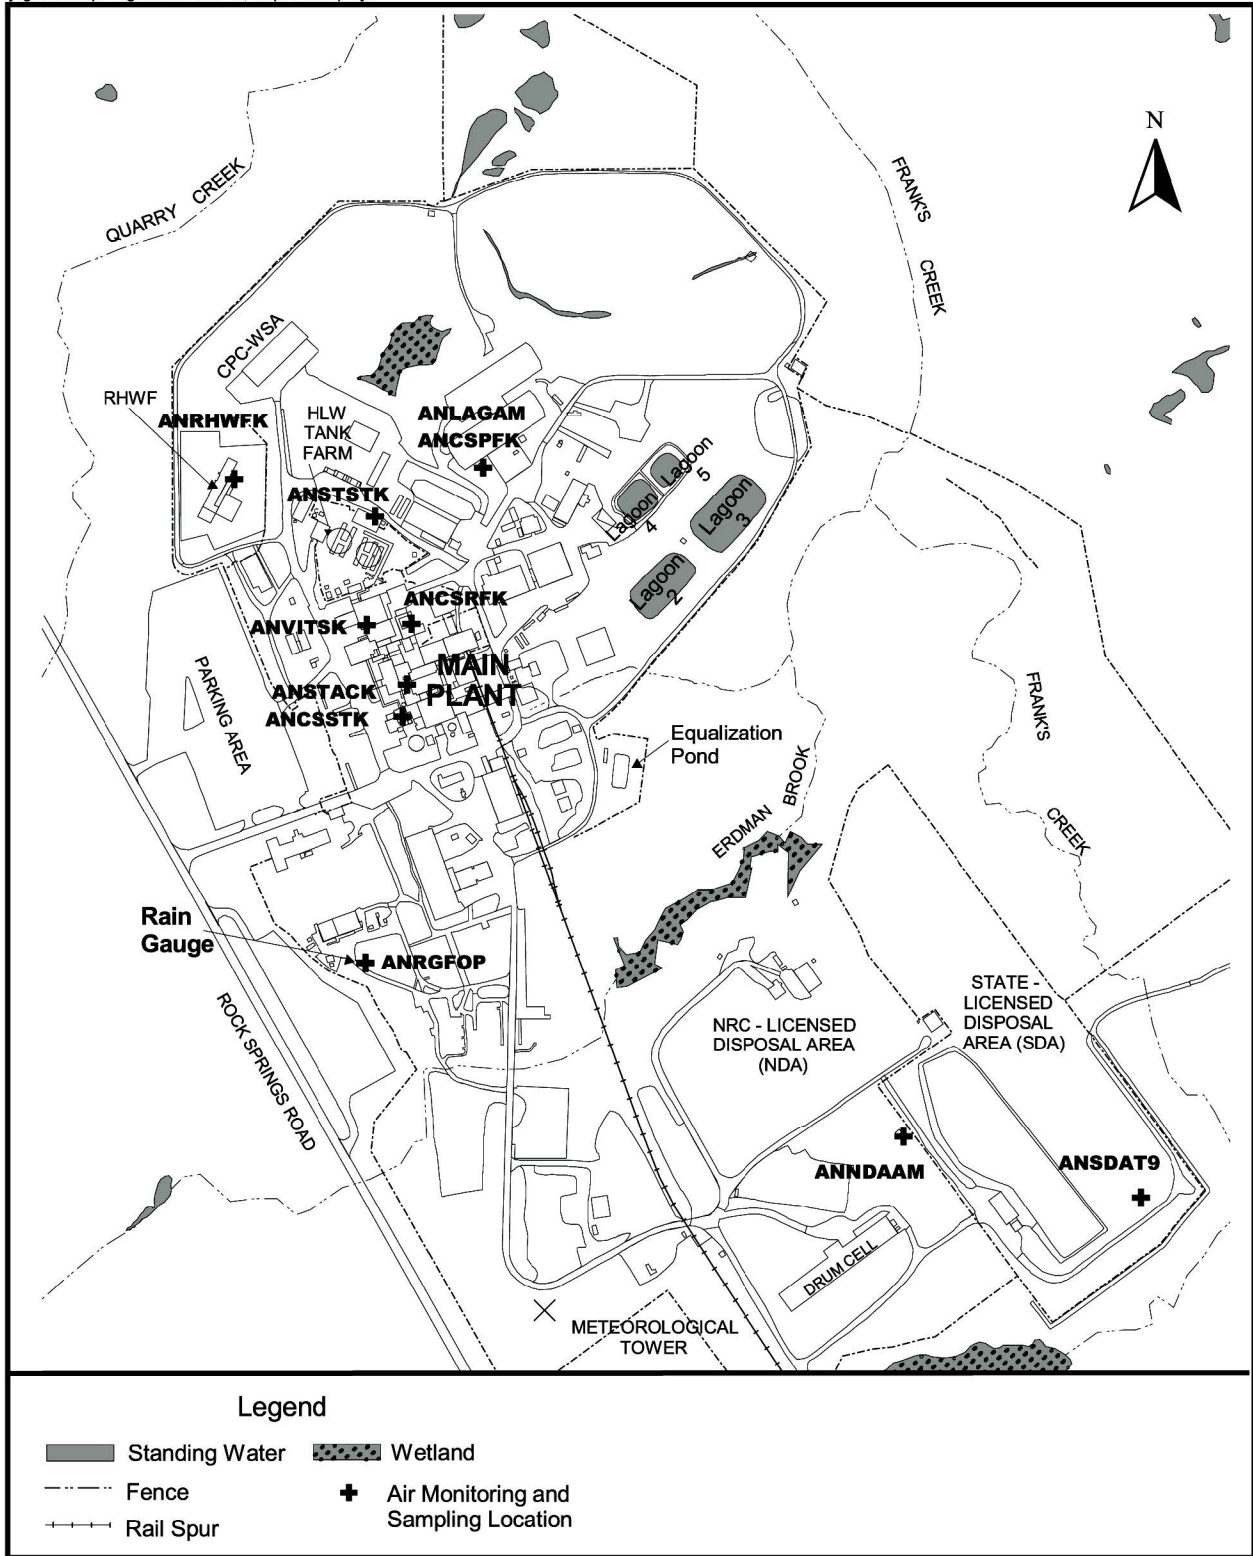 N
QUARRY CREEK
FRANK'S
CREEK
CPC-WSA
RHWF
ANRHWFK
HLW
TANK
FARM
ANLAGAM
ANCSPFK
ANSTSTK
Lagoon
5
Lagoon
4
Lagoon
3
Lagoon
2
ANCSRFK
ANVITSK
MAIN
PLANT
ANSTACK
ANCSSTK
PARKING AREA
FRANK'S
CREEK
Equalization
Pond
ERDMAN BROOK
Rain
Gauge
ANRGFOP
ROCK SPRINGS ROAD
NRC - LICENSED
DISPOSAL AREA
(NDA)
STATE -
LICENSED
DISPOSAL
AREA (SDA)
ANNDAAM
ANSDAT9
DRUM CELL
METEOROLOGICAL
TOWER
Legend
Standing Water
Wetland
Fence
Air Monitoring and
Sampling Location
Rail Spur